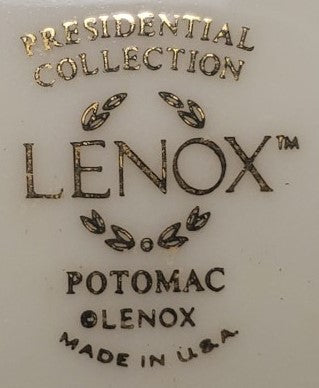 PRESIDENTIAL
COLLECTION
LENOX™
POTOMAC
©LENOX
MADE IN U.S.A.